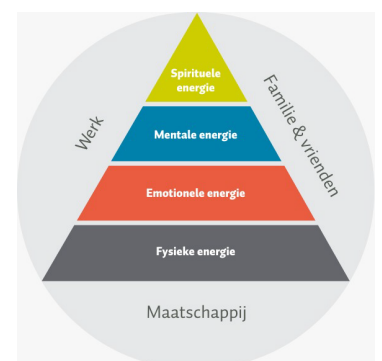 Spirituele
energie
Werk
Familie & vrienden
Mentale energie
Emotionele energie
Fysieke energie
Maatschappij